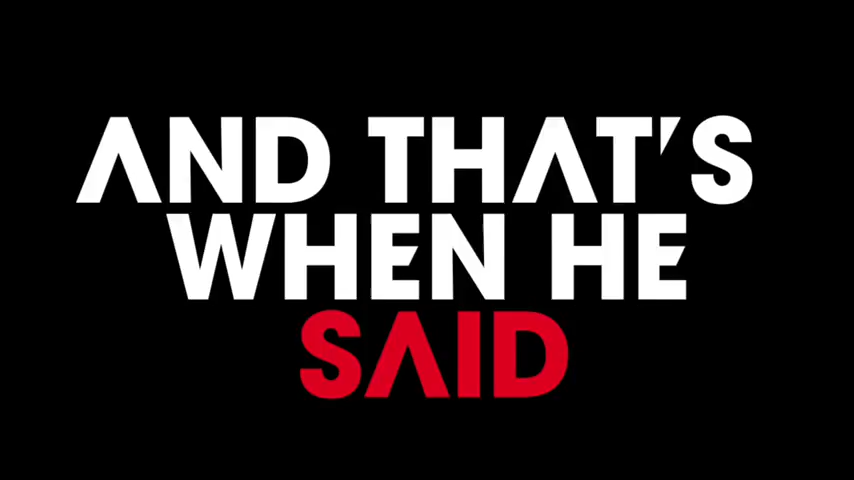 AND THAT'S
WHEN HE
SAID